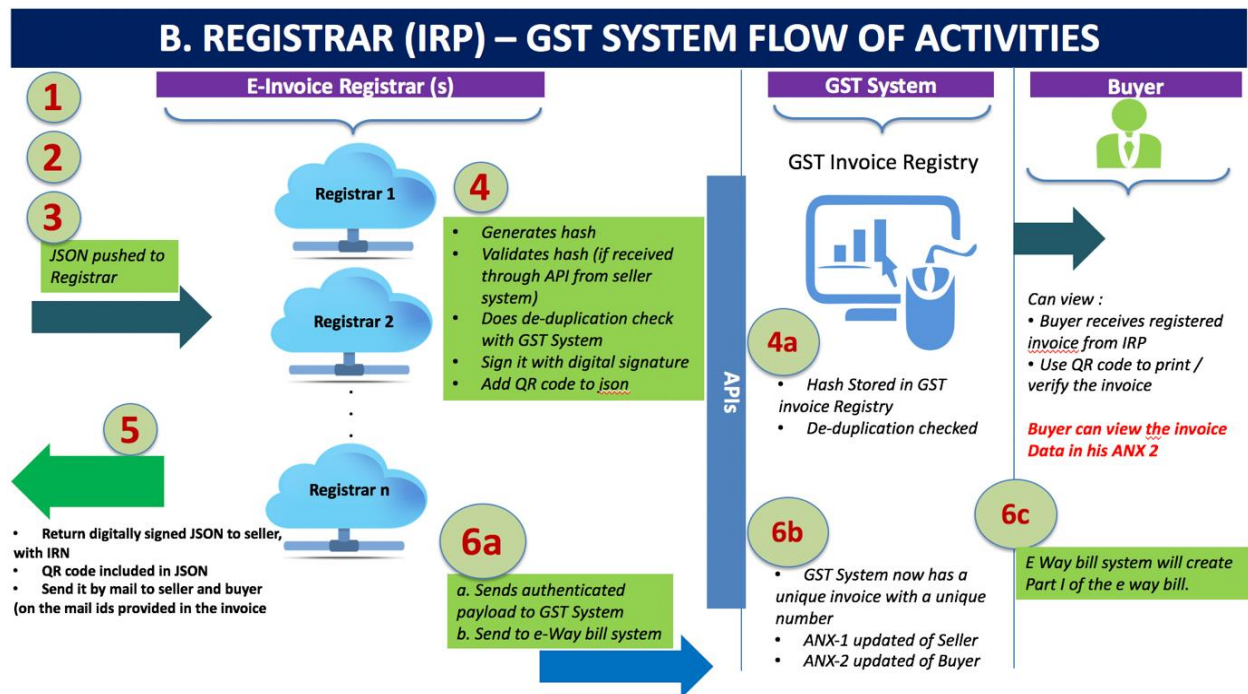 B. REGISTRAR (IRP) – GST SYSTEM FLOW OF ACTIVITIES
E-Invoice Registrar (s)
GST System
Buyer
1
2
3
JSON pushed to
Registrar
Registrar 1
Registrar 2
Registrar n
4
• Generates hash
• Validates hash (if received
through API from seller
system)
• Does de-duplication check
with GST System
• Sign it with digital signature
• Add QR code to json
5
• Return digitally signed JSON to seller,
with IRN
• QR code included in JSON
• Send it by mail to seller and buyer
(on the mail ids provided in the invoice
6a
a. Sends authenticated
payload to GST System
b. Send to e-Way bill system
APIs
GST Invoice Registry
4a
• Hash Stored in GST
invoice Registry
• De-duplication checked
6b
• GST System now has a
unique invoice with a unique
number
• ANX-1 updated of Seller
• ANX-2 updated of Buyer
Can view :
• Buyer receives registered
invoice from IRP
• Use QR code to print /
verify the invoice
Buyer can view the invoice
Data in his ANX 2
6c
E Way bill system will create
Part I of the e way bill.